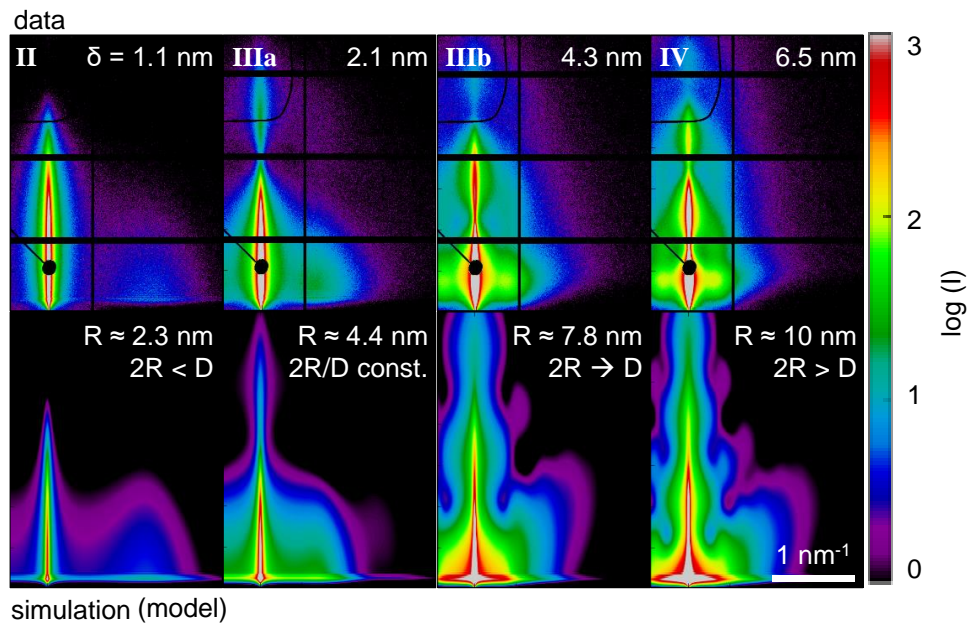 data
II δ = 1.1 nm IIIa 2.1 nm IIIb 4.3 nm IV 6.5 nm
R ≈ 2.3 nm R ≈ 4.4 nm R ≈ 7.8 nm R ≈ 10 nm
2R < D 2R/D const. 2R → D 2R > D
1 nm⁻¹
simulation (model)
3
2
1
0
log (I)